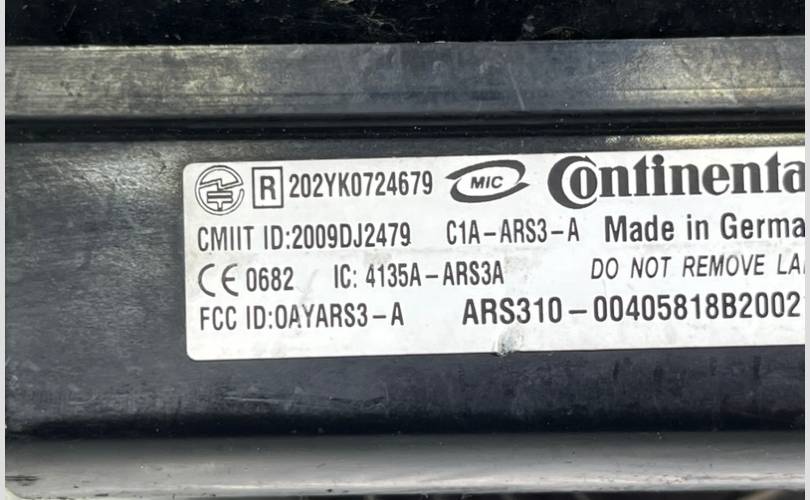 R 202YK0724679 MIC Continenta
CMIIT ID:2009DJ2479 C1A-ARS3-A Made in Germa
CE 0682 IC: 4135A-ARS3A DO NOT REMOVE LA
FCC ID:OAYARS3-A ARS310-00405818B2002